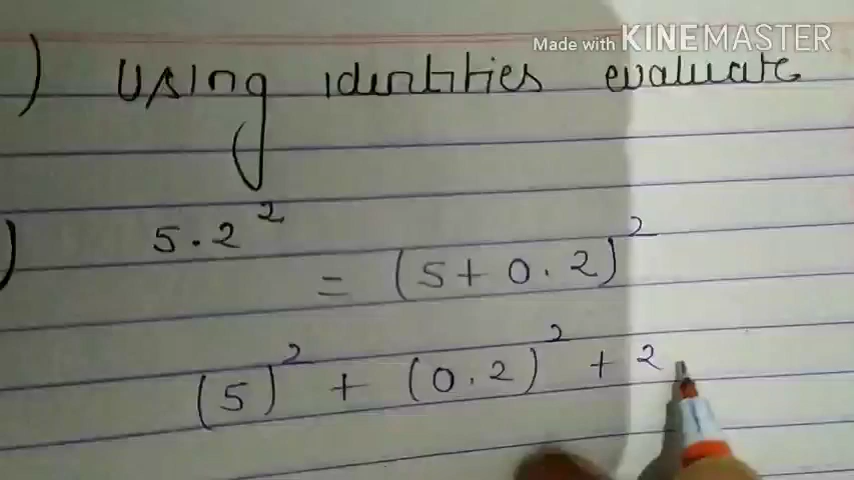 Made with KINEMASTER
) Using identities evaluate
) 5.2²
= (5 + 0.2)²
(5)² + (0.2)² + 2